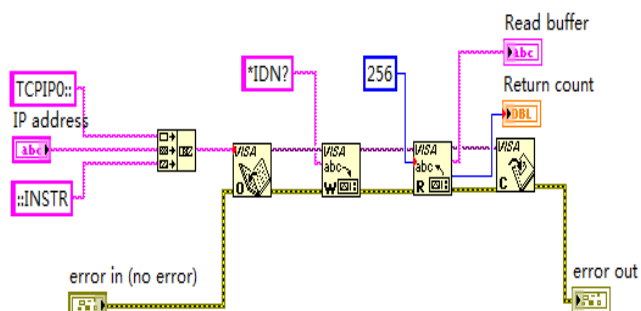 Read buffer
abc
*IDN?
256
TCPIP0::
Return count
DBL
IP address
abc
VISA
O
VISA
abc
W
VISA
abc
R
VISA
C
::INSTR
error in (no error)
error out